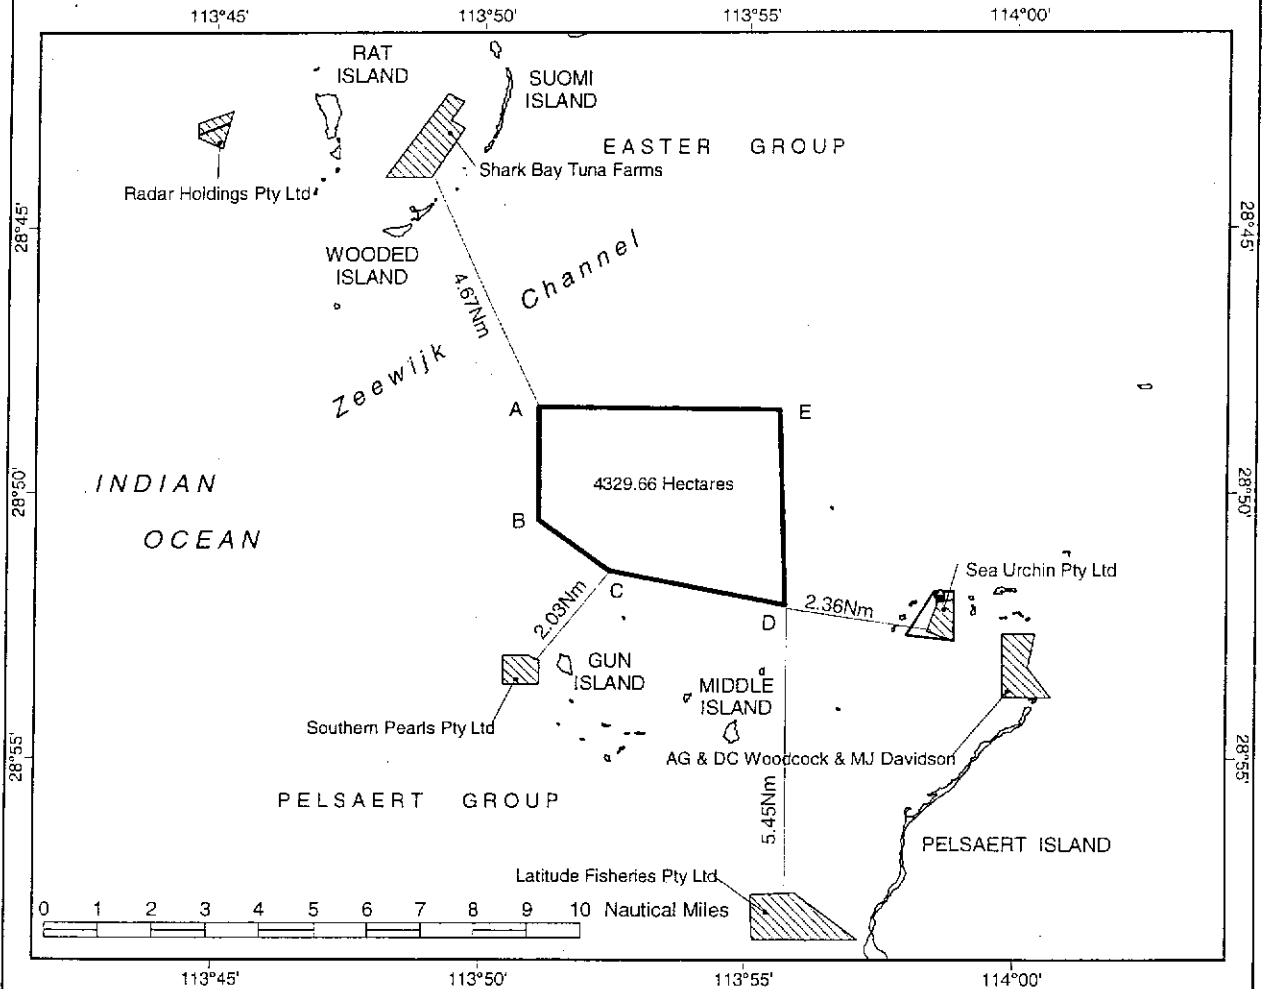 113°45' 113°50' 113°55' 114°00'
RAT
ISLAND
SUOMI
ISLAND
EASTER GROUP
Shark Bay Tuna Farms
Radar Holdings Pty Ltd
28°45'
28°45'
WOODED
ISLAND
4.67Nm
Zeewijk Channel
A
E
INDIAN
OCEAN
4329.66 Hectares
28°50'
28°50'
B
C
D
Sea Urchin Pty Ltd
2.03Nm
2.36Nm
GUN
ISLAND
MIDDLE
ISLAND
Southern Pearls Pty Ltd
AG & DC Woodcock & MJ Davidson
28°55'
28°55'
PELSAERT GROUP
5.45Nm
PELSAERT ISLAND
Latitude Fisheries Pty Ltd
0 1 2 3 4 5 6 7 8 9 10 Nautical Miles
113°45' 113°50' 113°55' 114°00'